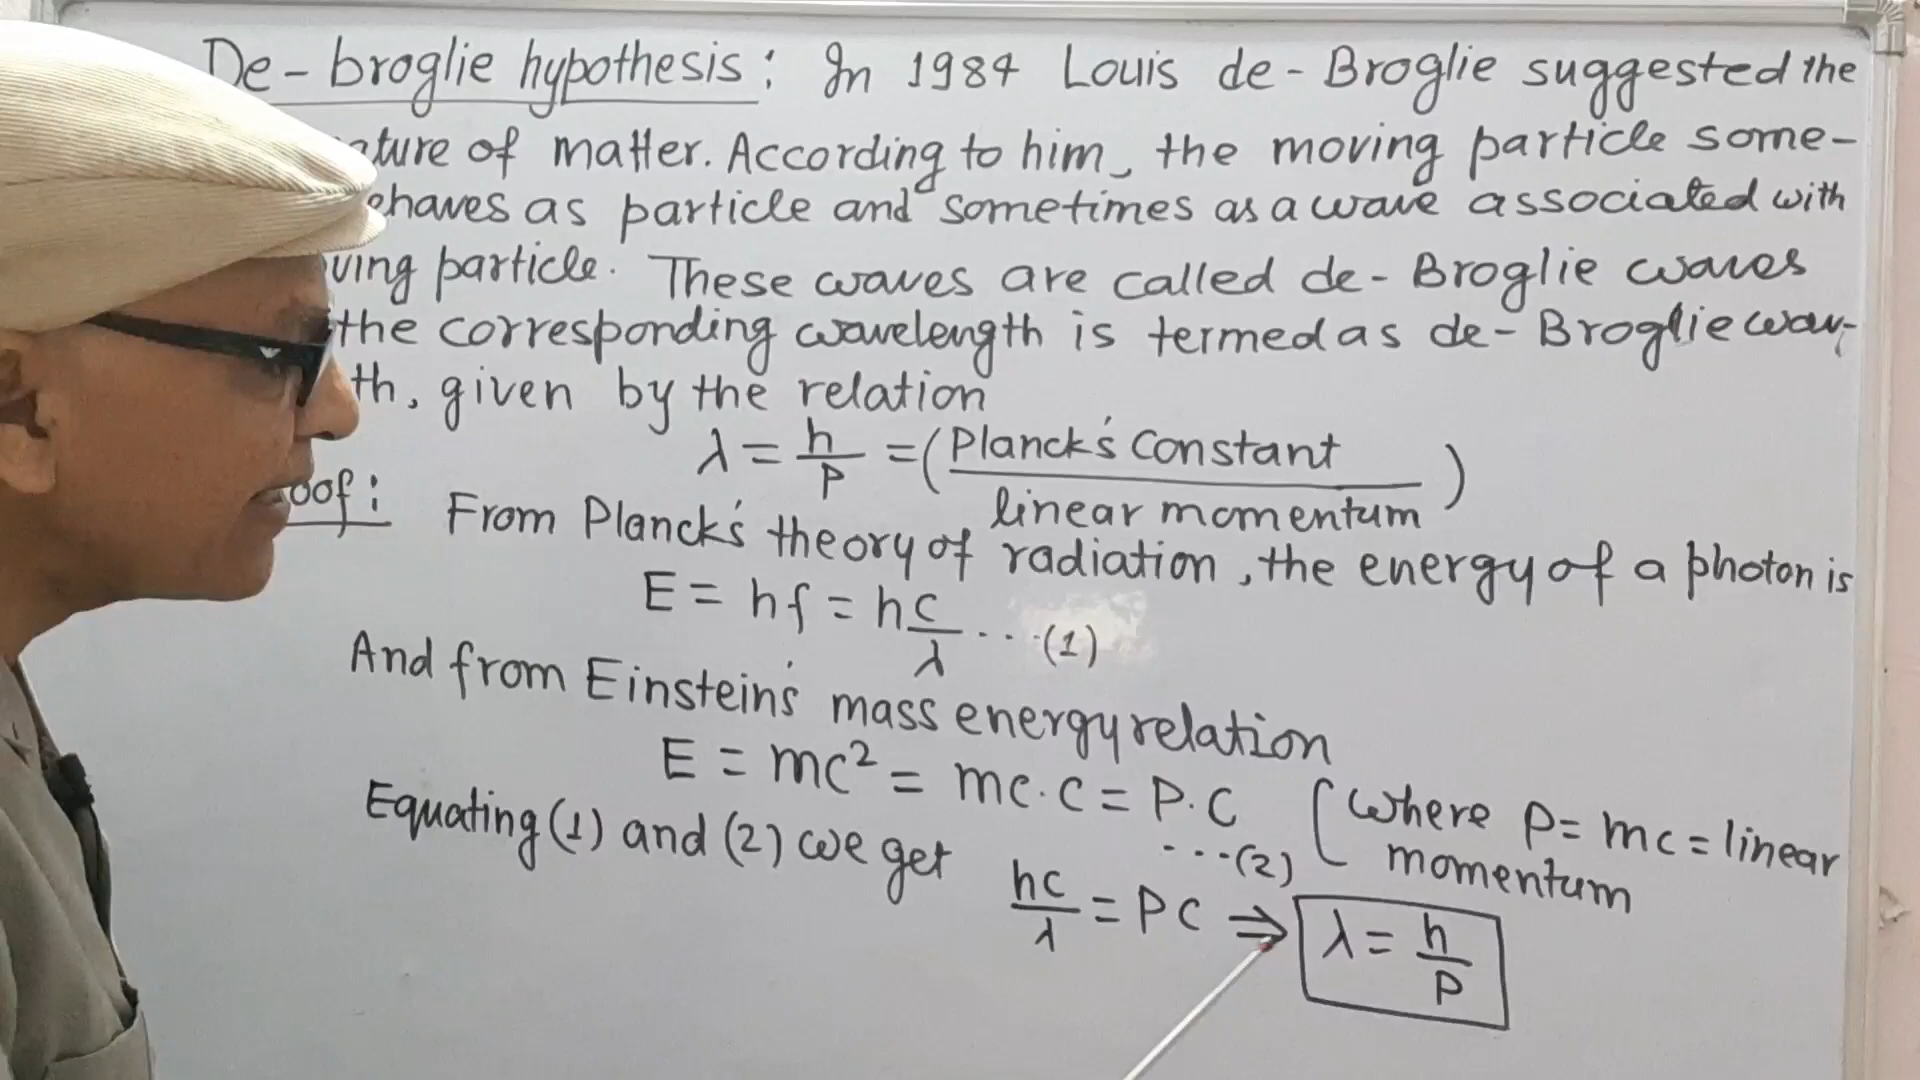 De-broglie hypothesis: In 1984 Louis de-Broglie suggested the
ature of matter. According to him, the moving particle some-
ehaves as particle and sometimes as a wave associated with
ving particle. These waves are called de-Broglie waves
the corresponding wavelength is termed as de-Broglie wav-
th, given by the relation
λ = h/P = (Planck's Constant / linear momentum)
oof: From Planck's theory of radiation, the energy of a photon is
E = hf = hc/λ ...(1)
And from Einstein's mass energy relation
E = mc² = mc.c = P.C ...(2) [where P = mc = linear momentum
Equating (1) and (2) we get
hc/λ = PC ⇒ λ = h/P